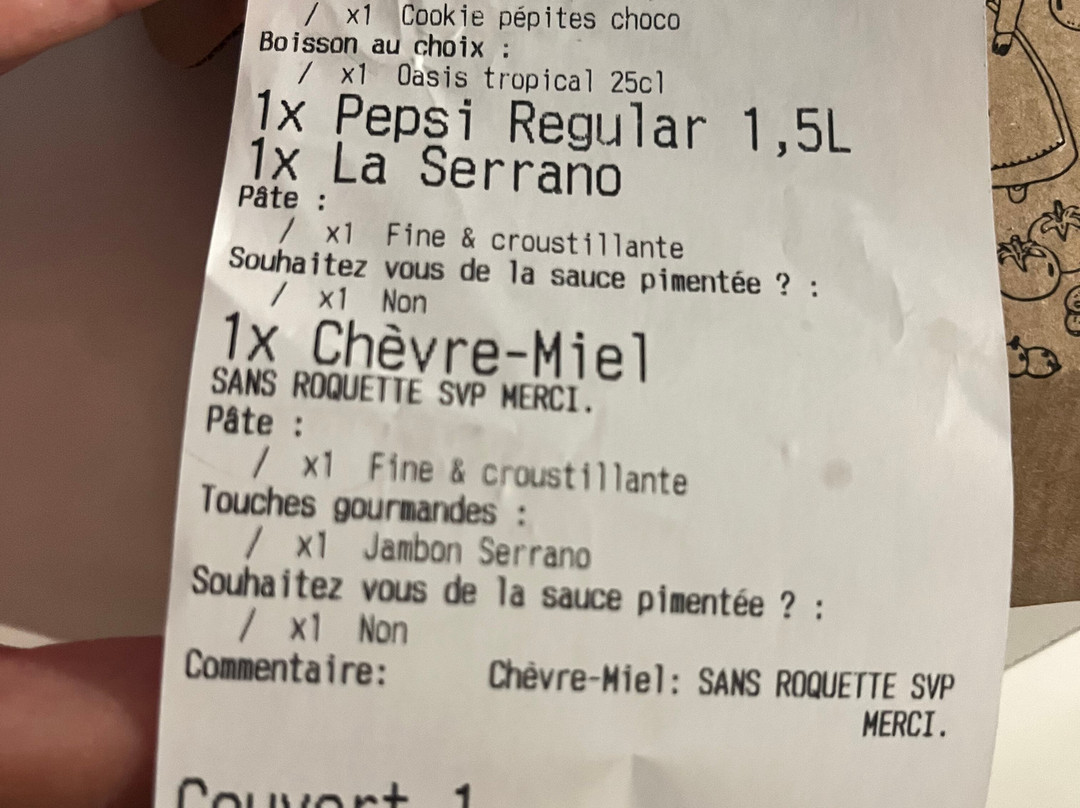 / x1 Cookie pépites choco
Boisson au choix :
/ x1 Oasis tropical 25cl
1x Pepsi Regular 1,5L
1x La Serrano
Pâte :
/ x1 Fine & croustillante
Souhaitez vous de la sauce pimentée ? :
/ x1 Non
1x Chèvre-Miel
SANS ROQUETTE SVP MERCI.
Pâte :
/ x1 Fine & croustillante
Touches gourmandes :
/ x1 Jambon Serrano
Souhaitez vous de la sauce pimentée ? :
/ x1 Non
Commentaire: Chèvre-Miel: SANS ROQUETTE SVP
MERCI.
Couvert 1